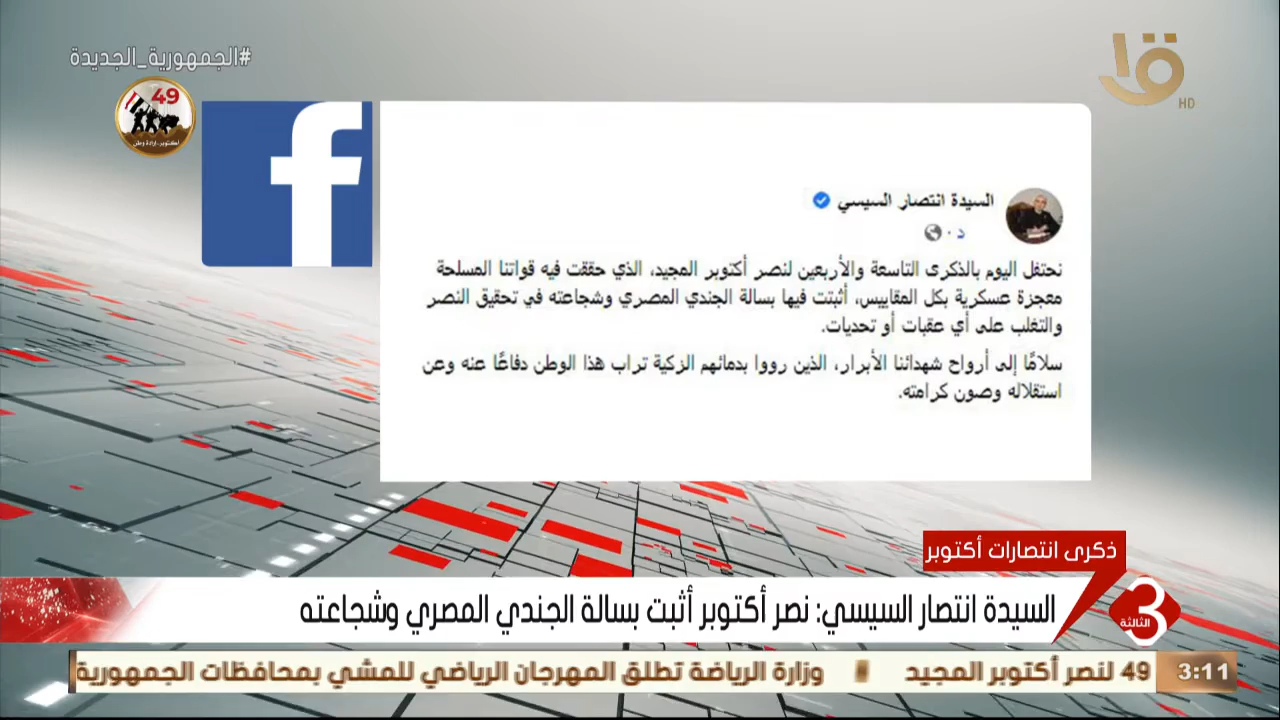 #الجمهورية_الجديدة
49
أكتوبر.. إرادة وطن
HD
السيدة انتصار السيسي
٠ د
نحتفل اليوم بالذكرى التاسعة والأربعين لنصر أكتوبر المجيد، الذي حققت فيه قواتنا المسلحة
معجزة عسكرية بكل المقاييس، أثبتت فيها بسالة الجندي المصري وشجاعته في تحقيق النصر
والتغلب على أي عقبات أو تحديات.
سلامًا إلى أرواح شهدائنا الأبرار، الذين رووا بدمائهم الزكية تراب هذا الوطن دفاعًا عنه وعن
استقلاله وصون كرامته.
ذكرى انتصارات أكتوبر
3 الثالثة
السيدة انتصار السيسي: نصر أكتوبر أثبت بسالة الجندي المصري وشجاعته
3:11
49 لنصر أكتوبر المجيد
وزارة الرياضة تطلق المهرجان الرياضي للمشي بمحافظات الجمهورية